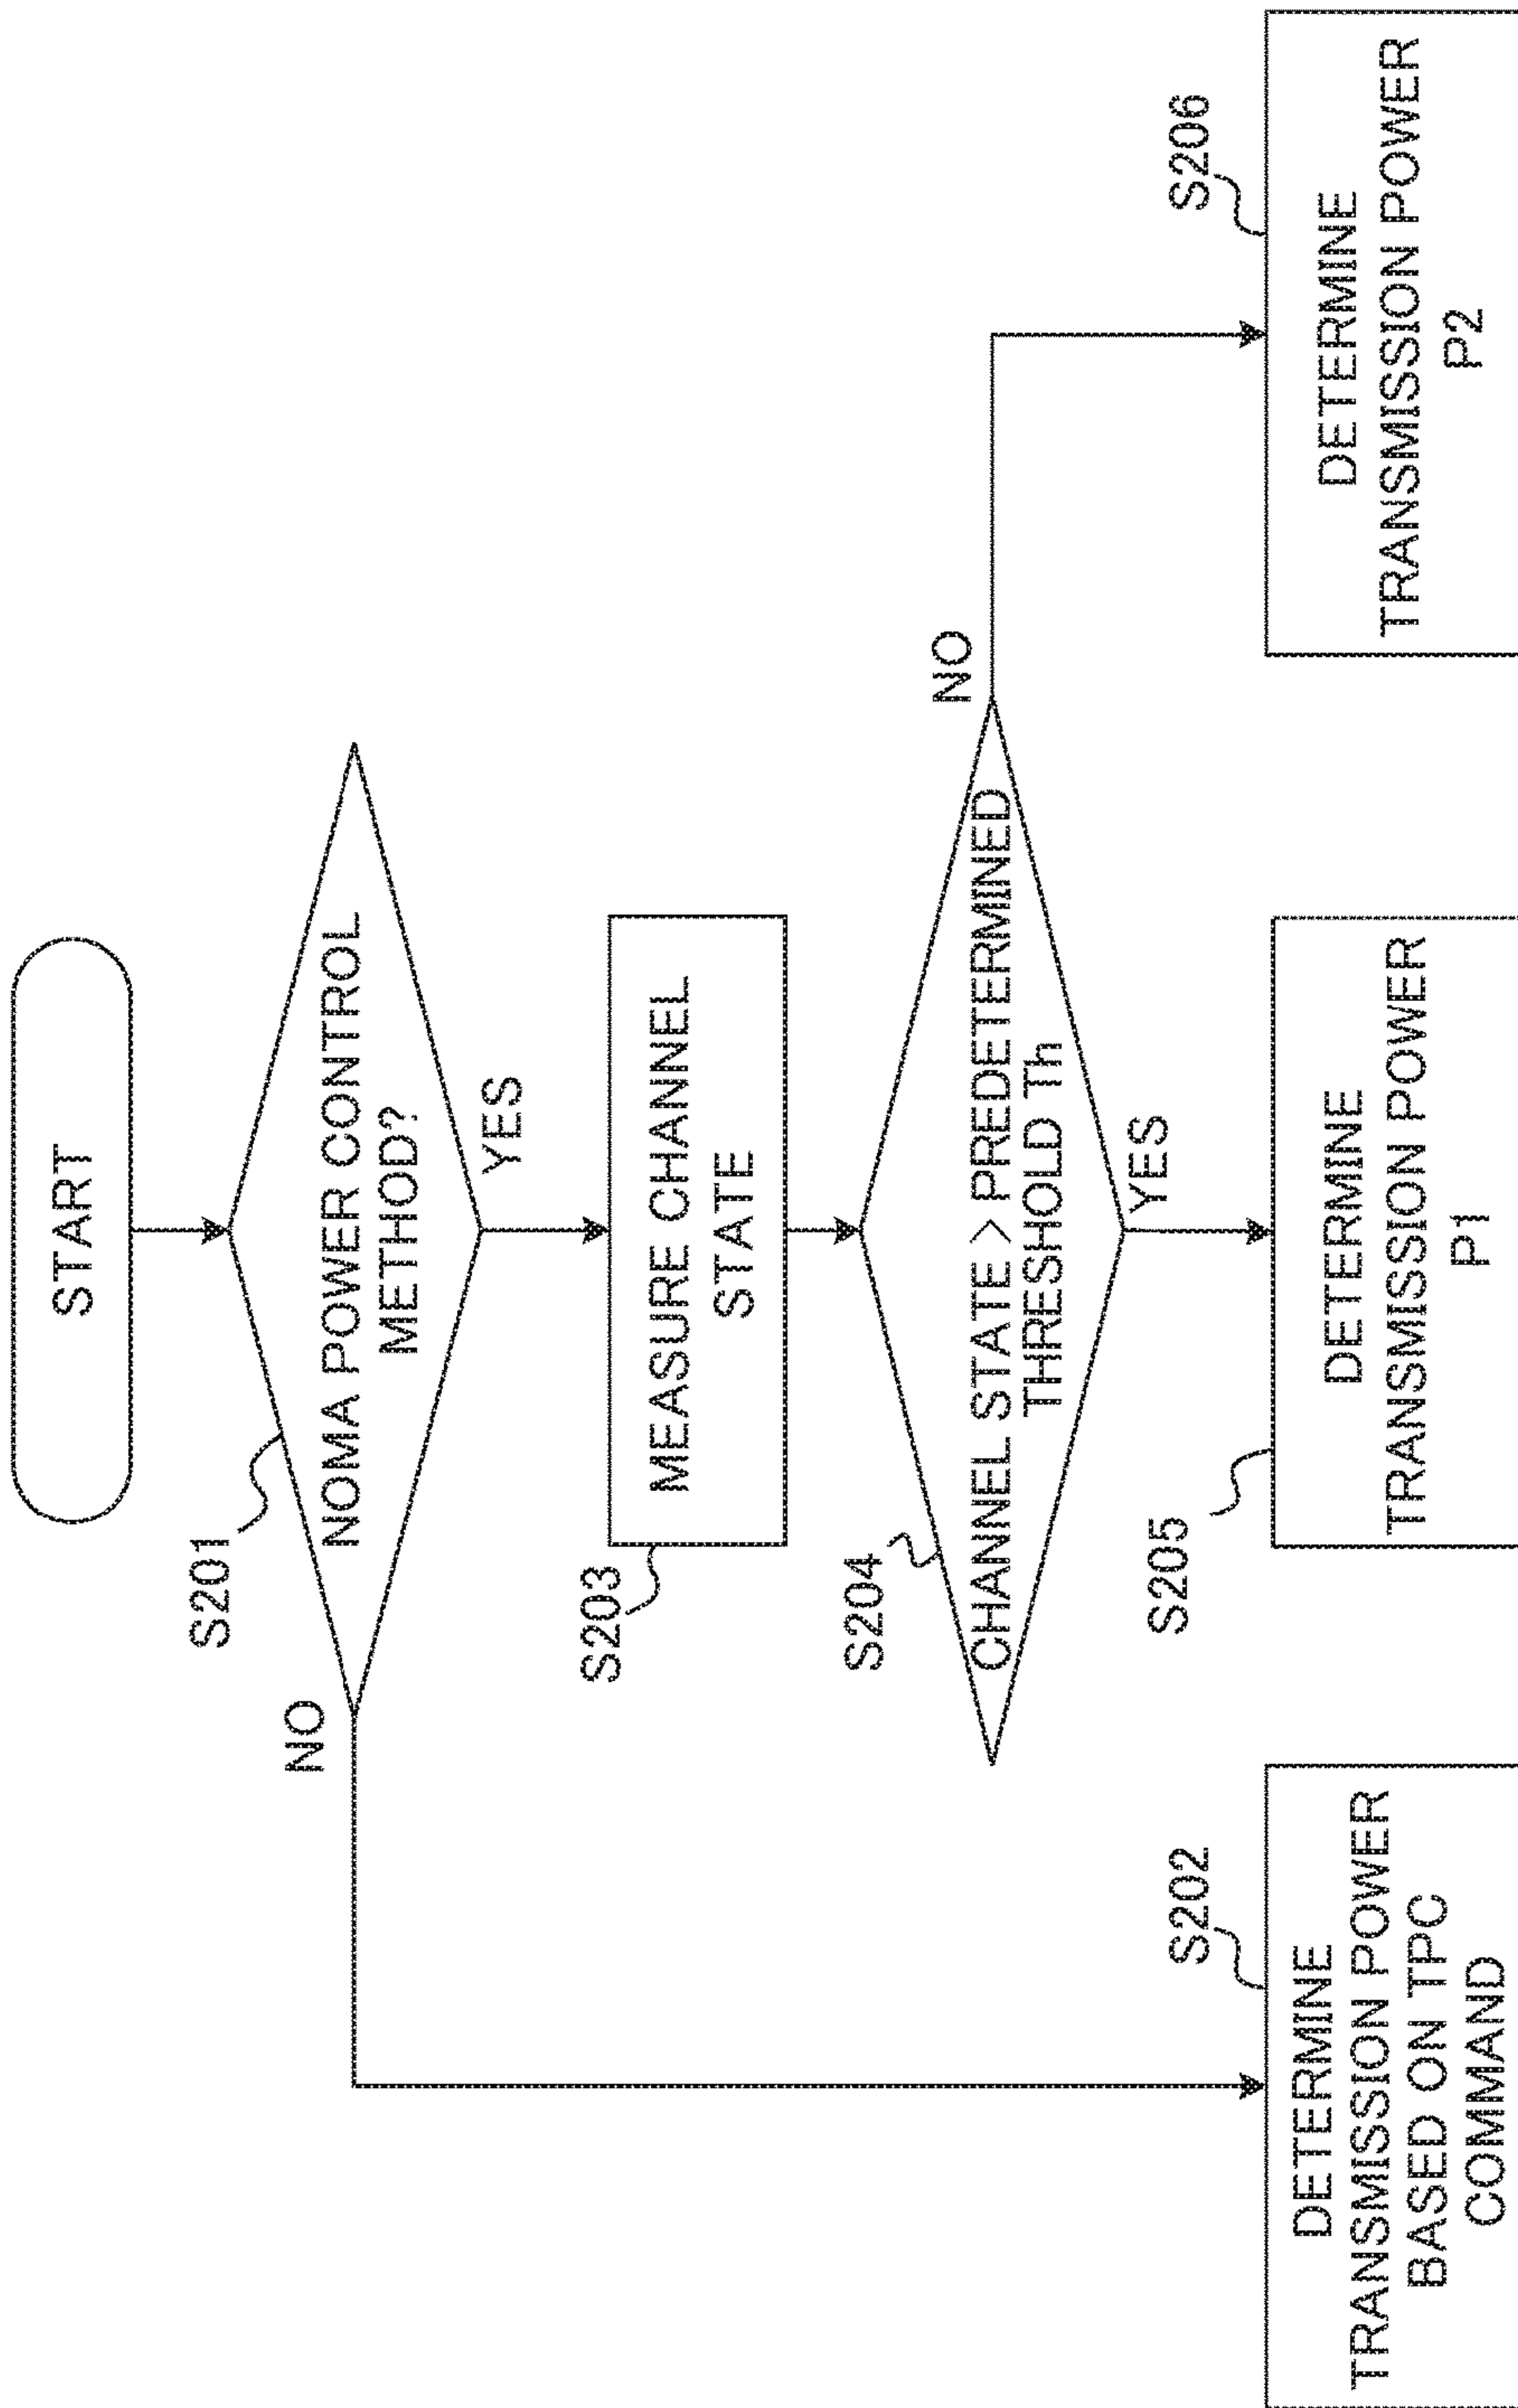 START
S201
NOMA POWER CONTROL
METHOD?
NO
YES
S203
MEASURE CHANNEL
STATE
S204
CHANNEL STATE > PREDETERMINED
THRESHOLD Th
NO
YES
S202
DETERMINE
TRANSMISSION POWER
BASED ON TPC
COMMAND
S205
DETERMINE
TRANSMISSION POWER
P1
S206
DETERMINE
TRANSMISSION POWER
P2